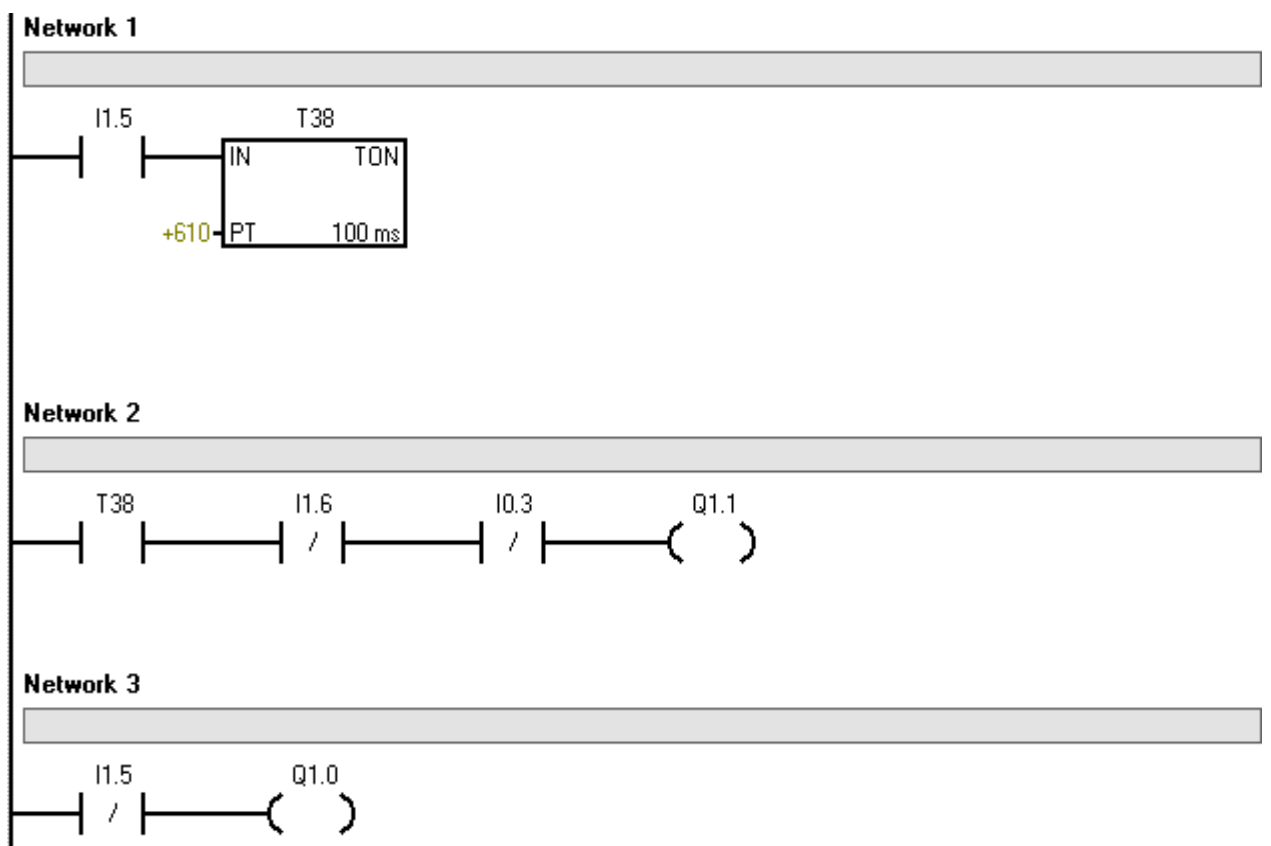 Network 1
I1.5 T38
IN TON
+610 PT 100 ms
Network 2
T38 I1.6 I0.3 Q1.1
/ /
Network 3
I1.5 Q1.0
/